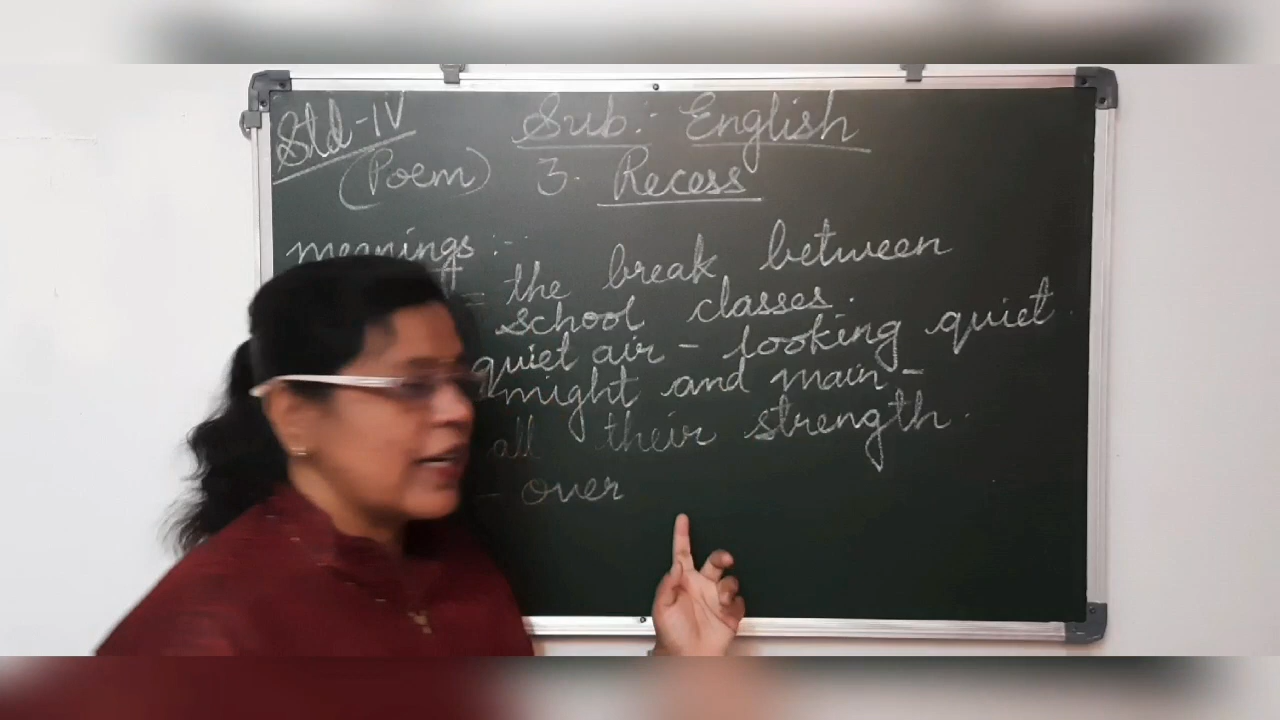 Std-IV Sub:- English
(Poem) 3. Recess
meanings :-
= the break between
school classes.
quiet air - looking quiet.
might and main -
all their strength.
- over